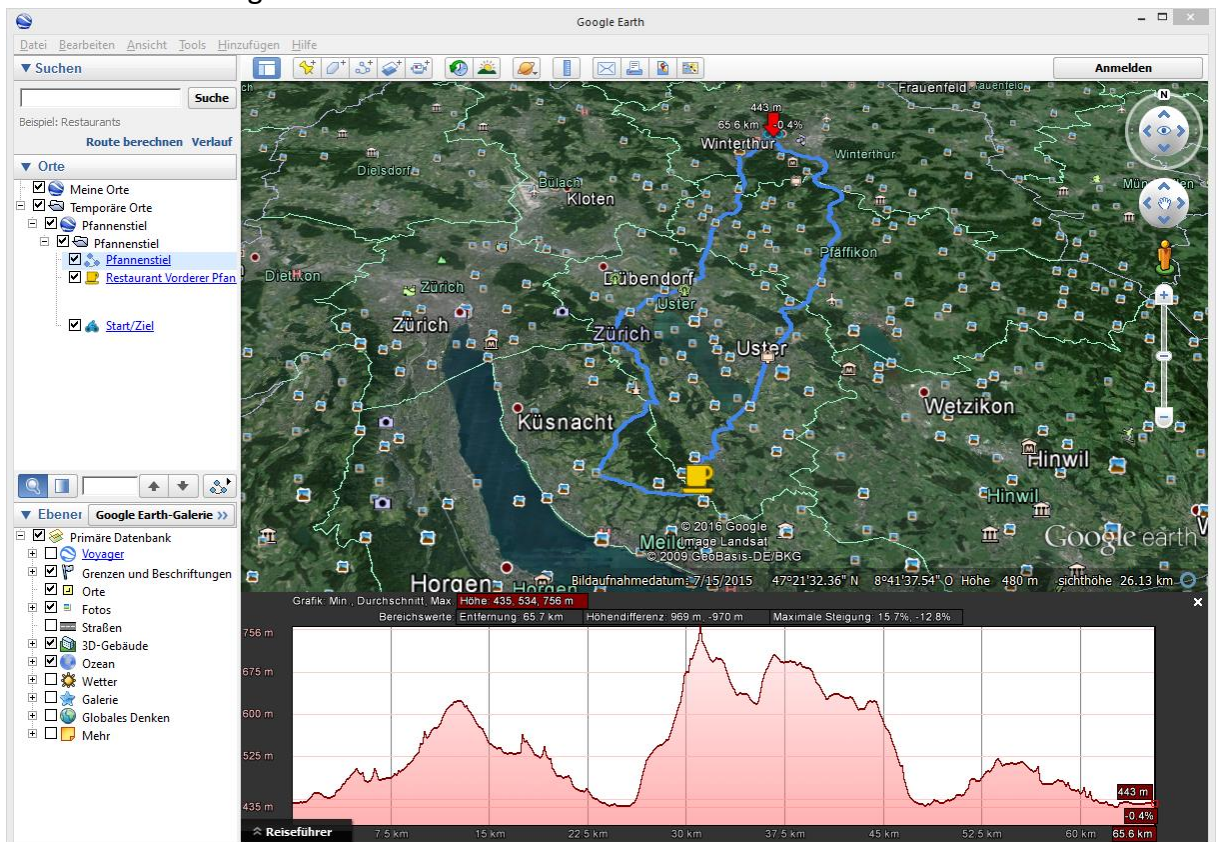 Google Earth
Datei Bearbeiten Ansicht Tools Hinzufügen Hilfe
Suchen
Suche
Beispiel: Restaurants
Route berechnen Verlauf
Orte
Meine Orte
Temporäre Orte
Pfannenstiel
Pfannenstiel
Pfannenstiel
Restaurant Vorderer Pfan
Start/Ziel
Ebener Google Earth-Galerie »
Primäre Datenbank
Voyager
Grenzen und Beschriftungen
Orte
Fotos
Straßen
3D-Gebäude
Ozean
Wetter
Galerie
Globales Denken
Mehr
Anmelden
Frauenfeld Frauenfeld
N
443 m
65.6 km -0.4%
Winterthur
Winterthur
Dielsdorf
Bülach
Kloten
Pfäffikon
Dietikon
Dübendorf
Uster
Zürich
Zürich
Zürich
Uster
Wetzikon
Küsnacht
Hinwil
Hinwil
Meilen
© 2016 Google
Image Landsat
© 2009 GeoBasis-DE/BKG
Google earth
Horgen Horgen
Bildaufnahmedatum: 7/15/2015 47°21'32.36" N 8°41'37.54" O Höhe 480 m sichthöhe 26.13 km
Grafik: Min., Durchschnitt, Max. Höhe: 435, 534, 756 m
Bereichswerte: Entfernung: 65.7 km Höhendifferenz: 969 m, -970 m Maximale Steigung: 15.7%, -12.8%
756 m
675 m
600 m
525 m
435 m
443 m
-0.4%
Reiseführer
7.5 km 15 km 22.5 km 30 km 37.5 km 45 km 52.5 km 60 km 65.6 km